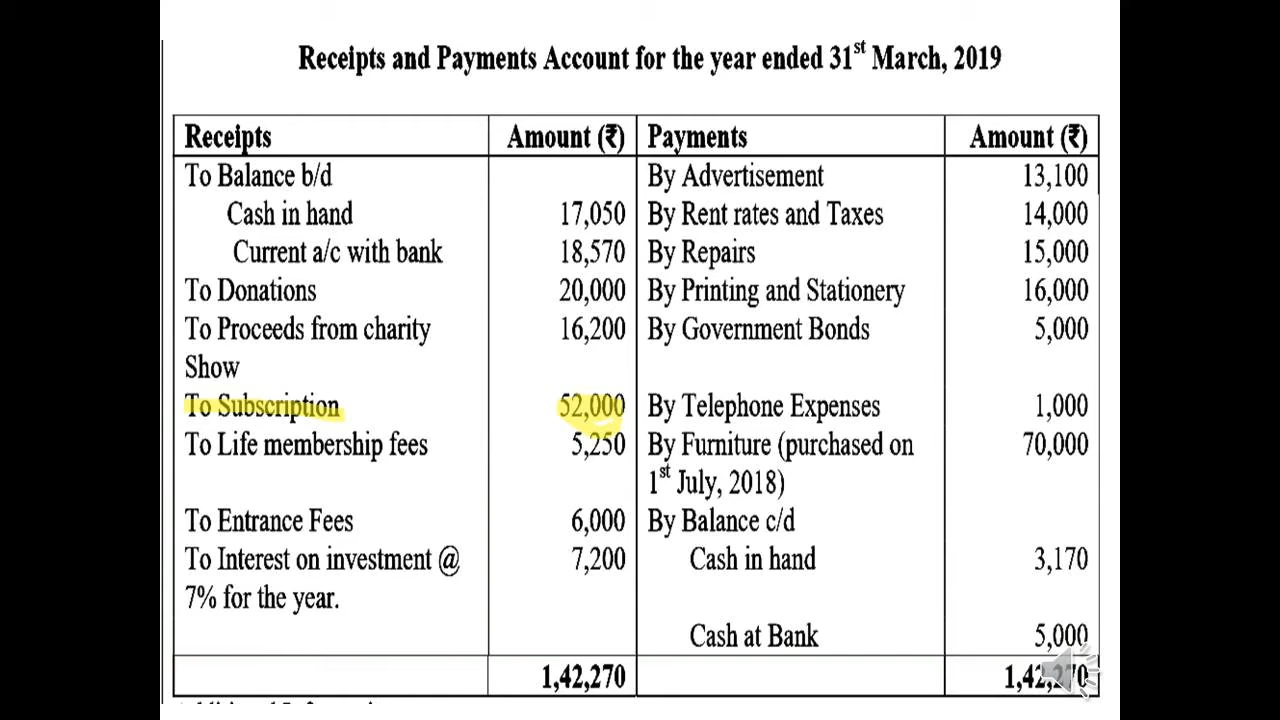 Receipts and Payments Account for the year ended 31st March, 2019
Receipts Amount (₹) Payments Amount (₹)
To Balance b/d By Advertisement 13,100
Cash in hand 17,050 By Rent rates and Taxes 14,000
Current a/c with bank 18,570 By Repairs 15,000
To Donations 20,000 By Printing and Stationery 16,000
To Proceeds from charity 16,200 By Government Bonds 5,000
Show
To Subscription 52,000 By Telephone Expenses 1,000
To Life membership fees 5,250 By Furniture (purchased on 70,000
1st July, 2018)
To Entrance Fees 6,000 By Balance c/d
To Interest on investment @ 7,200 Cash in hand 3,170
7% for the year.
Cash at Bank 5,000
1,42,270 1,42,270